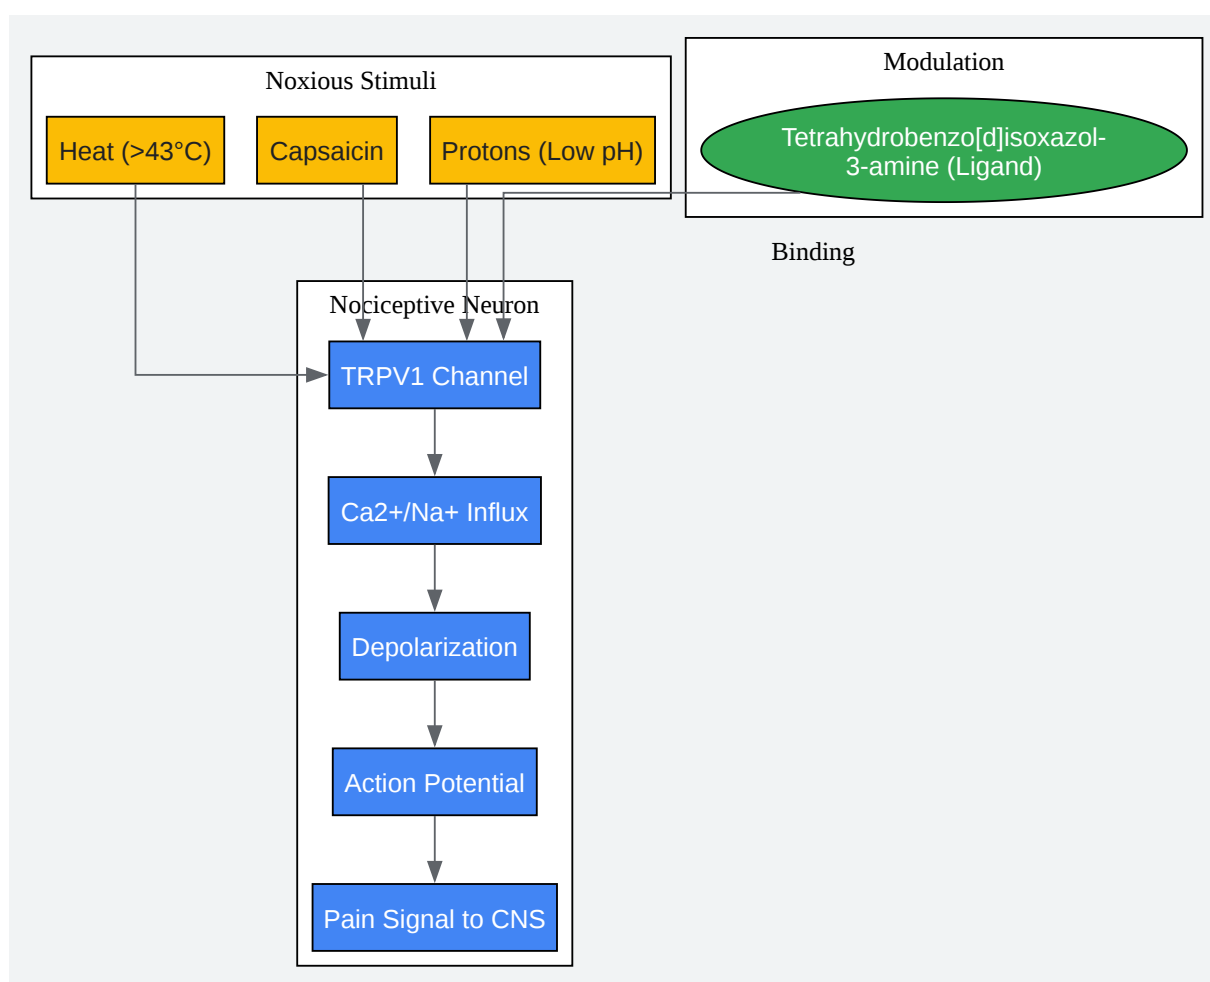 Noxious Stimuli
Heat (>43°C)
Capsaicin
Protons (Low pH)
Modulation
Tetrahydrobenzo[d]isoxazol-
3-amine (Ligand)
Binding
Nociceptive Neuron
TRPV1 Channel
Ca2+/Na+ Influx
Depolarization
Action Potential
Pain Signal to CNS